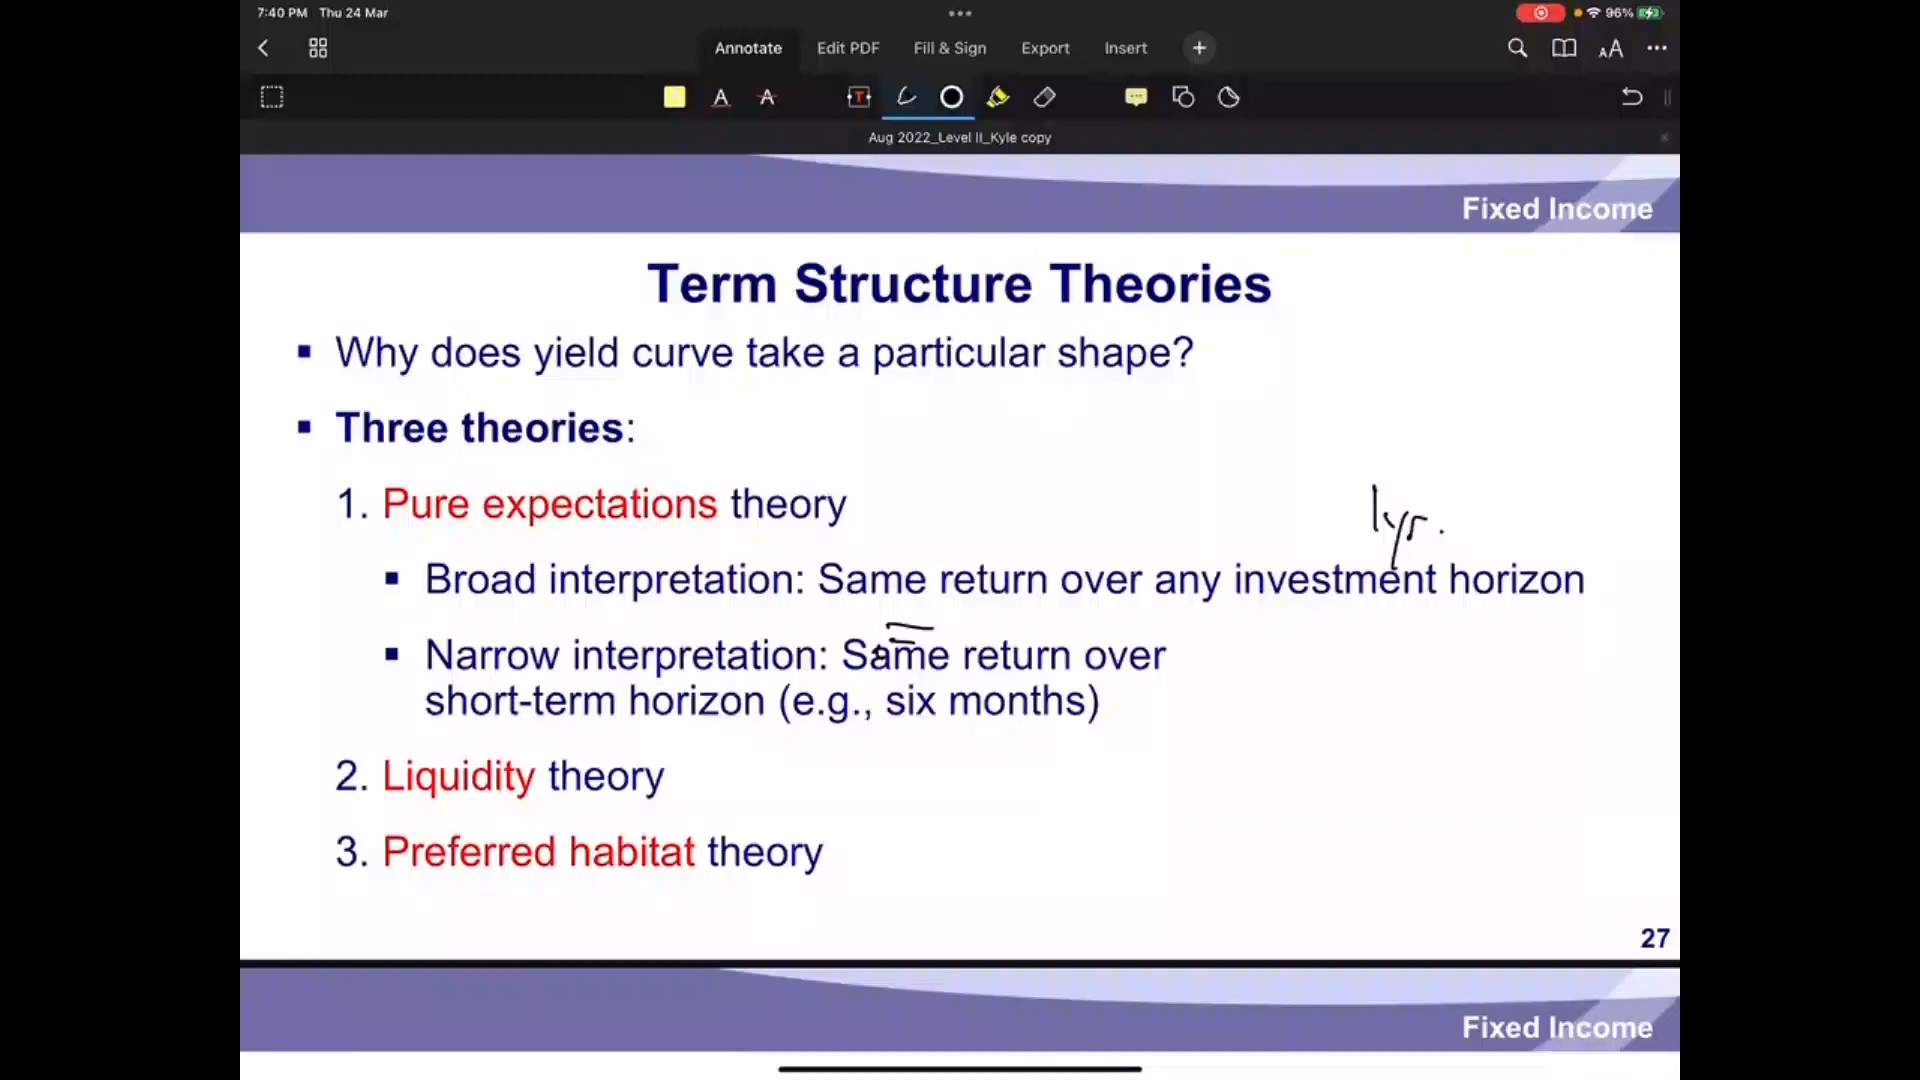 7:40 PM Thu 24 Mar
96%
Annotate Edit PDF Fill & Sign Export Insert
AA
A A T
Aug 2022_Level II_Kyle copy
Fixed Income
Term Structure Theories
▪ Why does yield curve take a particular shape?
▪ Three theories:
1. Pure expectations theory
1yr.
▪ Broad interpretation: Same return over any investment horizon
▪ Narrow interpretation: Same return over
short-term horizon (e.g., six months)
2. Liquidity theory
3. Preferred habitat theory
27
Fixed Income